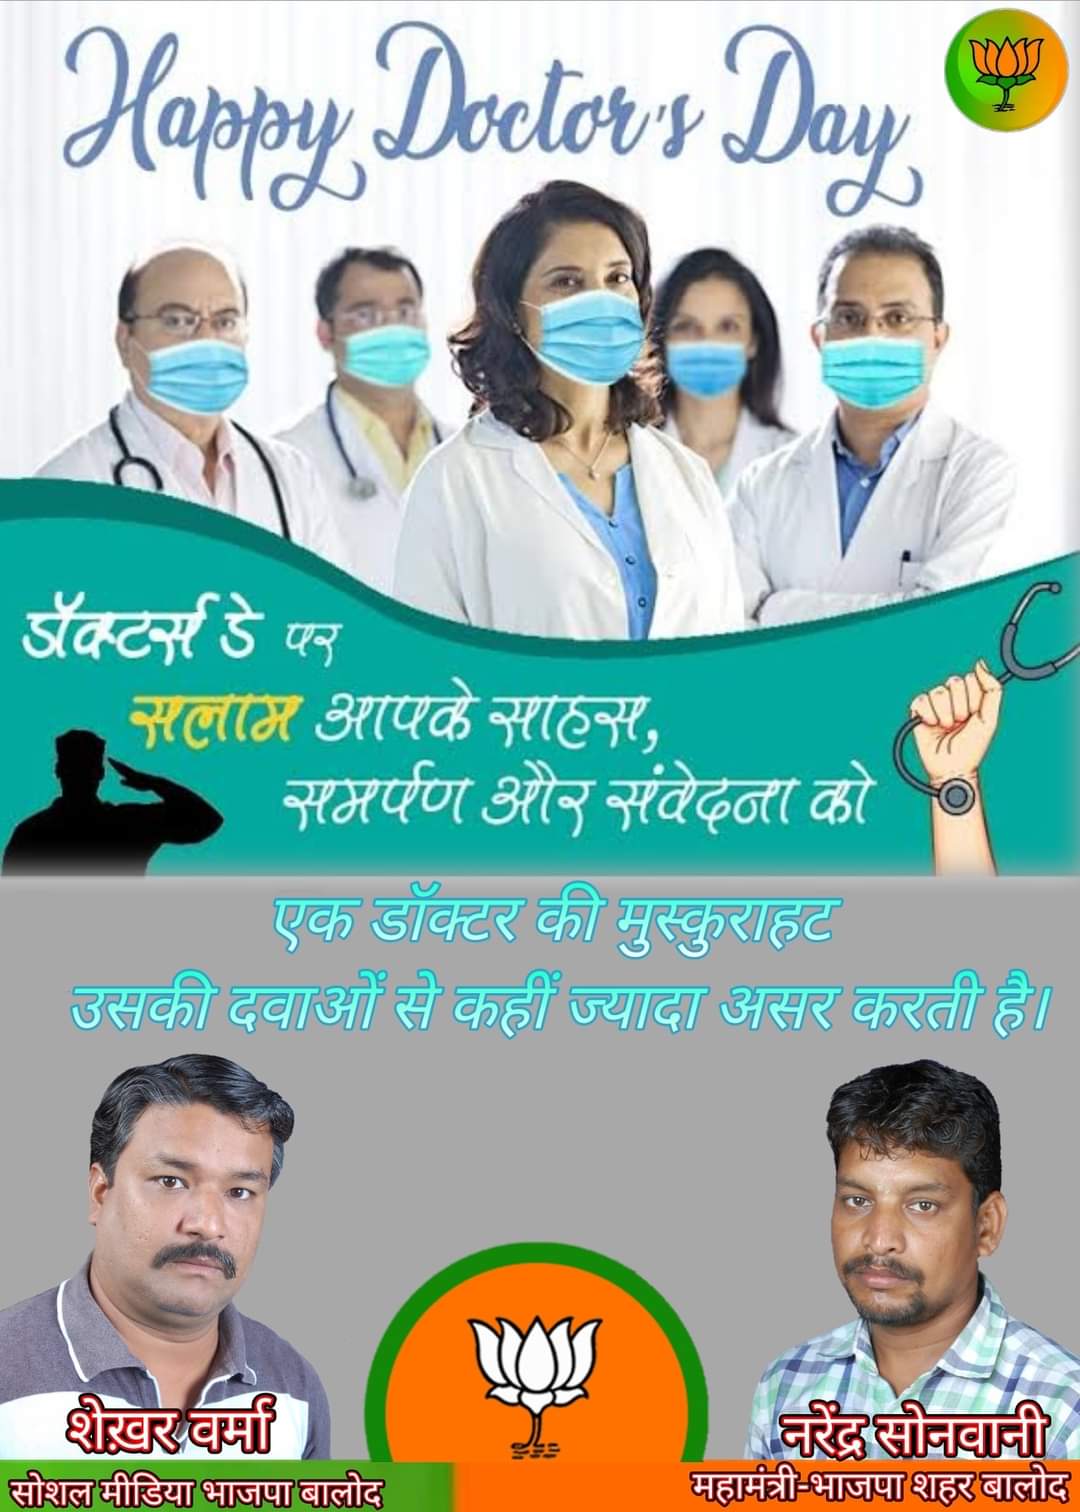 Happy Doctor's Day
डॉक्टर्स डे पर
सलाम आपके साहस,
समर्पण और संवेदना को
एक डॉक्टर की मुस्कुराहट
उसकी दवाओं से कहीं ज्यादा असर करती है।
शेख़र वर्मा
नरेंद्र सोनवानी
सोशल मीडिया भाजपा बालोद
महामंत्री-भाजपा शहर बालोद